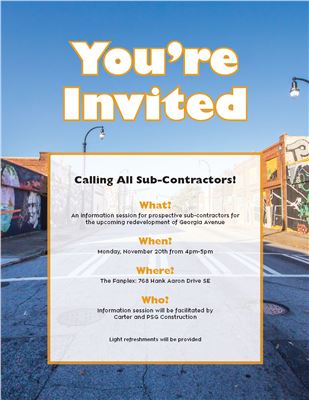 You're
Invited
Calling All Sub-Contractors!
What?
An information session for prospective sub-contractors for
the upcoming redevelopment of Georgia Avenue
When?
Monday, November 20th from 4pm-5pm
Where?
The Fanplex: 768 Hank Aaron Drive SE
Who?
Information session will be facilitated by
Carter and PSG Construction
Light refreshments will be provided